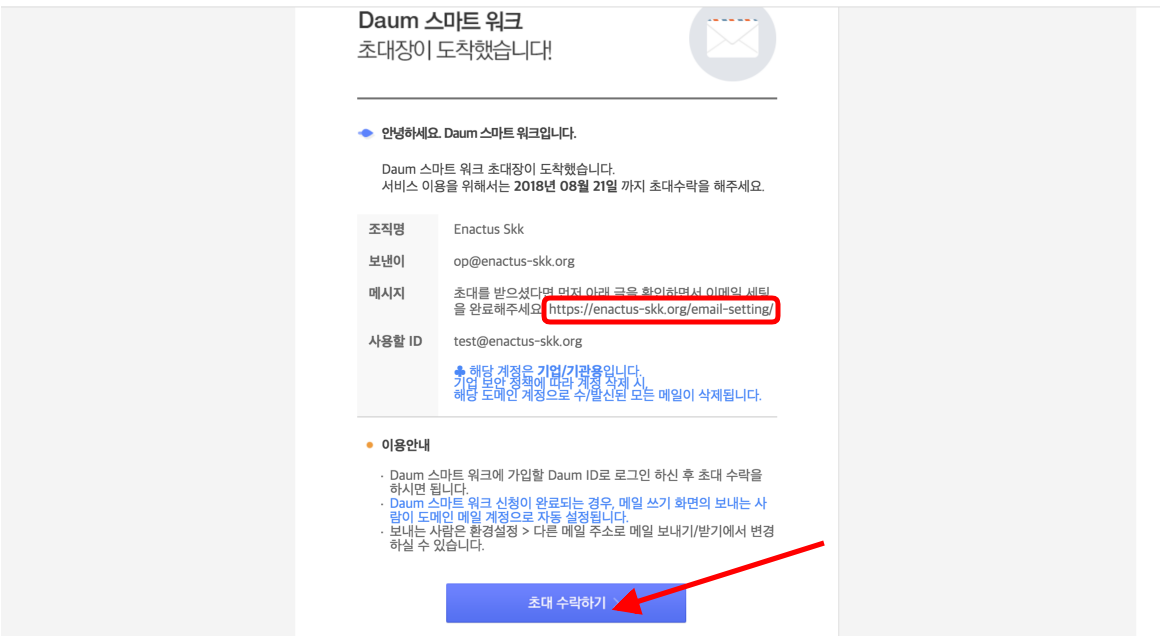 Daum 스마트 워크
초대장이 도착했습니다!
안녕하세요. Daum 스마트 워크입니다.
Daum 스마트 워크 초대장이 도착했습니다.
서비스 이용을 위해서는 2018년 08월 21일 까지 초대수락을 해주세요.
조직명 Enactus Skk
보낸이 op@enactus-skk.org
메시지 초대를 받으셨다면 먼저 아래 글을 확인하면서 이메일 세팅
을 완료해주세요 https://enactus-skk.org/email-setting/
사용할 ID test@enactus-skk.org
♣ 해당 계정은 기업/기관용입니다.
기업 보안 정책에 따라 계정 삭제 시,
해당 도메인 계정으로 수/발신된 모든 메일이 삭제됩니다.
이용안내
· Daum 스마트 워크에 가입할 Daum ID로 로그인 하신 후 초대 수락을
하시면 됩니다.
· Daum 스마트 워크 신청이 완료되는 경우, 메일 쓰기 화면의 보내는 사
람이 도메인 메일 계정으로 자동 설정됩니다.
· 보내는 사람은 환경설정 > 다른 메일 주소로 메일 보내기/받기에서 변경
하실 수 있습니다.
초대 수락하기